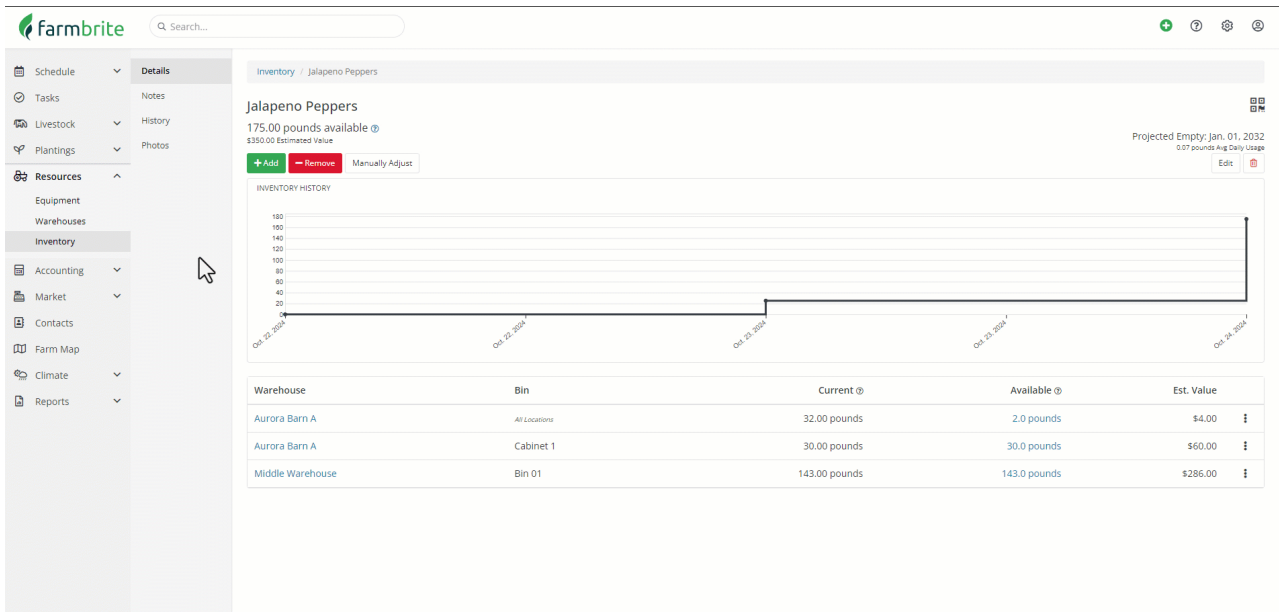 farmbrite
Search...
Schedule
Tasks
Livestock
Plantings
Resources
Equipment
Warehouses
Inventory
Accounting
Market
Contacts
Farm Map
Climate
Reports
Details
Notes
History
Photos
Inventory / Jalapeno Peppers
Jalapeno Peppers
175.00 pounds available
$350.00 Estimated Value
Projected Empty: Jan. 01, 2032
0.07 pounds Avg Daily Usage
+ Add
− Remove
Manually Adjust
Edit
INVENTORY HISTORY
180
160
140
120
100
80
60
40
20
0
Oct. 22, 2024
Oct. 22, 2024
Oct. 23, 2024
Oct. 23, 2024
Oct. 24, 2024
Warehouse Bin Current Available Est. Value
Aurora Barn A All Locations 32.00 pounds 2.0 pounds $4.00
Aurora Barn A Cabinet 1 30.00 pounds 30.0 pounds $60.00
Middle Warehouse Bin 01 143.00 pounds 143.0 pounds $286.00